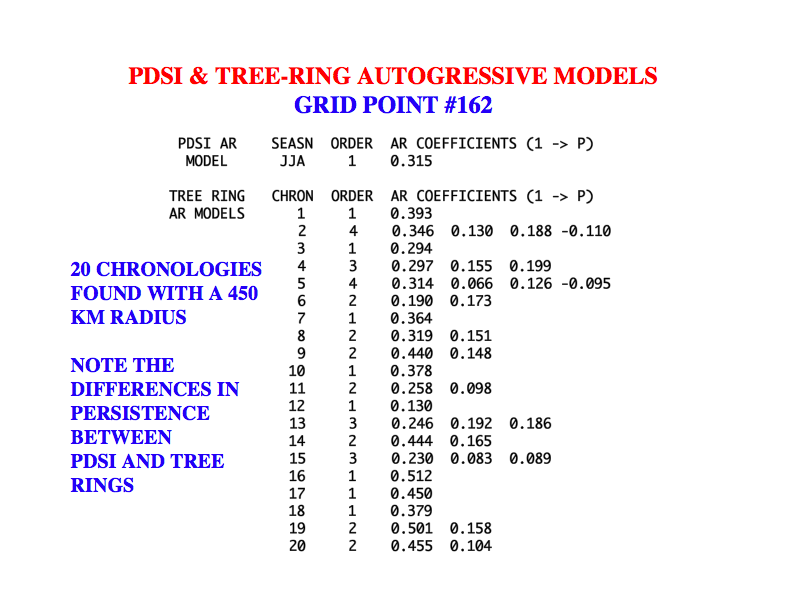 PDSI & TREE-RING AUTOGRESSIVE MODELS
GRID POINT #162
PDSI AR SEASN ORDER AR COEFFICIENTS (1 -> P)
MODEL JJA 1 0.315
TREE RING CHRON ORDER AR COEFFICIENTS (1 -> P)
AR MODELS 1 1 0.393
2 4 0.346 0.130 0.188 -0.110
3 1 0.294
4 3 0.297 0.155 0.199
5 4 0.314 0.066 0.126 -0.095
6 2 0.190 0.173
7 1 0.364
8 2 0.319 0.151
9 2 0.440 0.148
10 1 0.378
11 2 0.258 0.098
12 1 0.130
13 3 0.246 0.192 0.186
14 2 0.444 0.165
15 3 0.230 0.083 0.089
16 1 0.512
17 1 0.450
18 1 0.379
19 2 0.501 0.158
20 2 0.455 0.104
20 CHRONOLOGIES
FOUND WITH A 450
KM RADIUS
NOTE THE
DIFFERENCES IN
PERSISTENCE
BETWEEN
PDSI AND TREE
RINGS